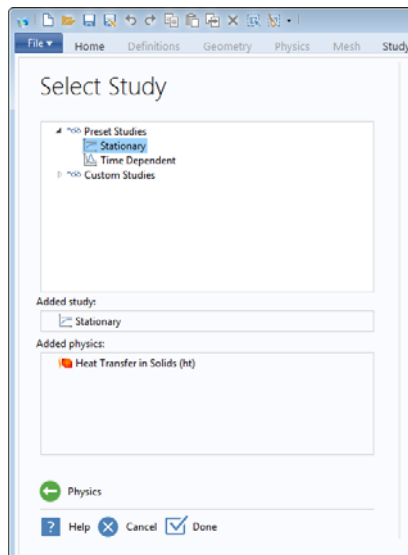 File Home Definitions Geometry Physics Mesh Study
Select Study
Preset Studies
Stationary
Time Dependent
Custom Studies
Added study:
Stationary
Added physics:
Heat Transfer in Solids (ht)
Physics
? Help Cancel Done